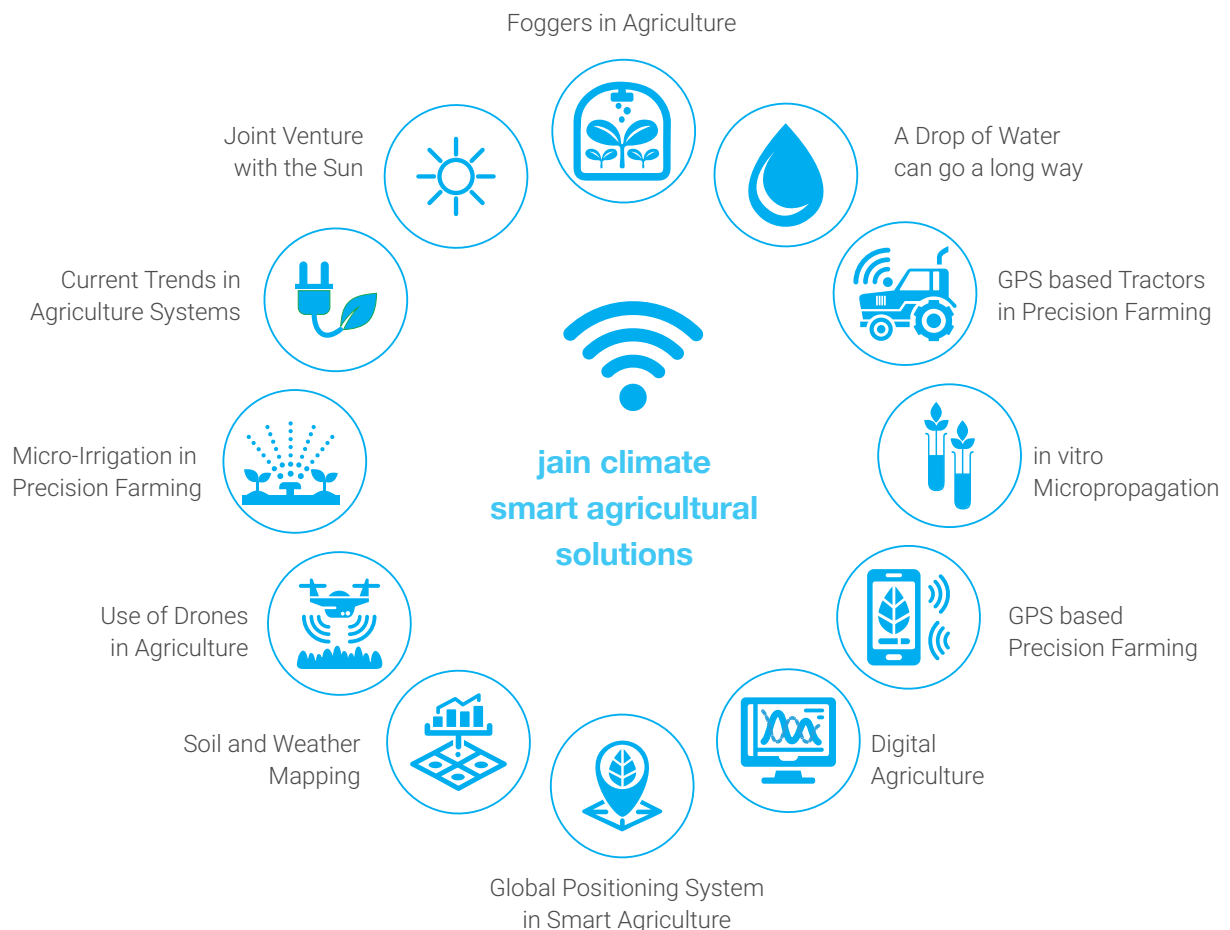 Foggers in Agriculture
Joint Venture
with the Sun
A Drop of Water
can go a long way
Current Trends in
Agriculture Systems
GPS based Tractors
in Precision Farming
jain climate
smart agricultural
solutions
Micro-Irrigation in
Precision Farming
in vitro
Micropropagation
Use of Drones
in Agriculture
GPS based
Precision Farming
Soil and Weather
Mapping
Digital
Agriculture
Global Positioning System
in Smart Agriculture